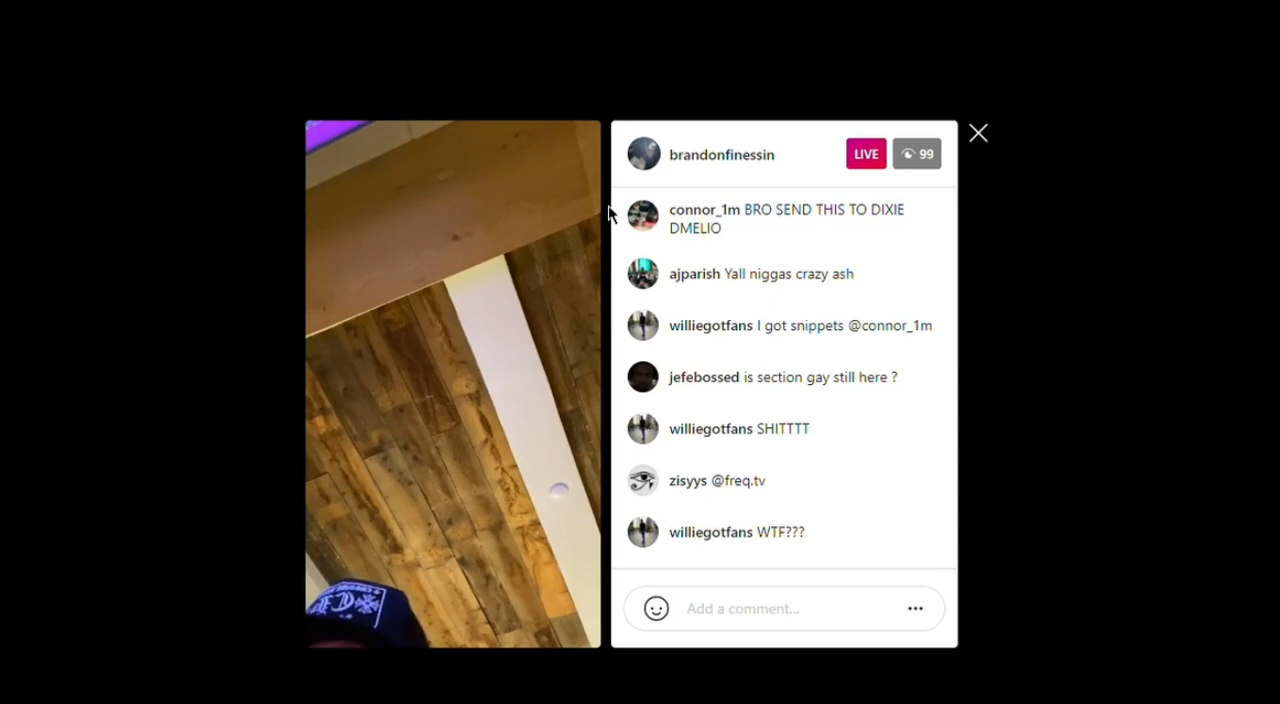 brandonfinessin
LIVE
99
connor_1m BRO SEND THIS TO DIXIE
DMELIO
ajparish Yall niggas crazy ash
williegotfans I got snippets @connor_1m
jefebossed is section gay still here ?
williegotfans SHITTTT
zisyys @freq.tv
williegotfans WTF???
Add a comment...